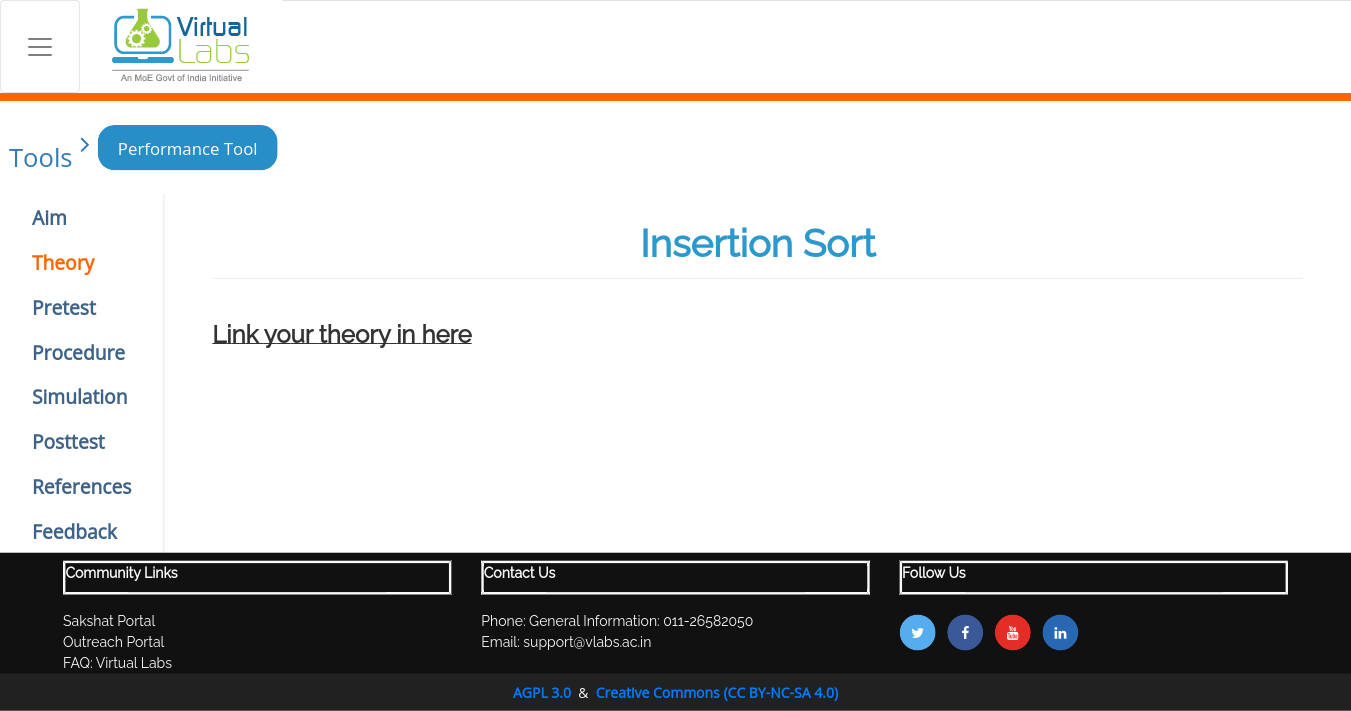 Virtual
Labs
An MoE Govt of India Initiative
Tools
Performance Tool
Aim
Theory
Pretest
Procedure
Simulation
Posttest
References
Feedback
Insertion Sort
Link your theory in here
Community Links
Sakshat Portal
Outreach Portal
FAQ: Virtual Labs
Contact Us
Phone: General Information: 011-26582050
Email: support@vlabs.ac.in
Follow Us
You Tube
AGPL 3.0 & Creative Commons (CC BY-NC-SA 4.0)